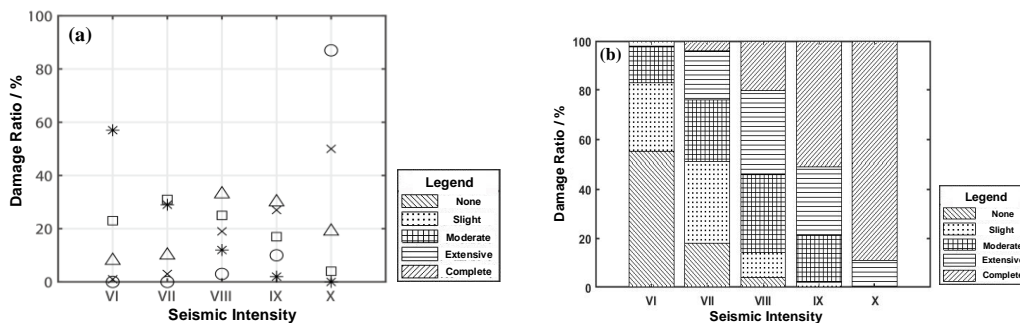 (a)
Damage Ratio / %
100
80
60
40
20
0
VI VII VIII IX X
Seismic Intensity
Legend
None
Slight
Moderate
Extensive
Complete
(b)
Damage Ratio / %
100
80
60
40
20
0
VI VII VIII IX X
Seismic Intensity
Legend
None
Slight
Moderate
Extensive
Complete